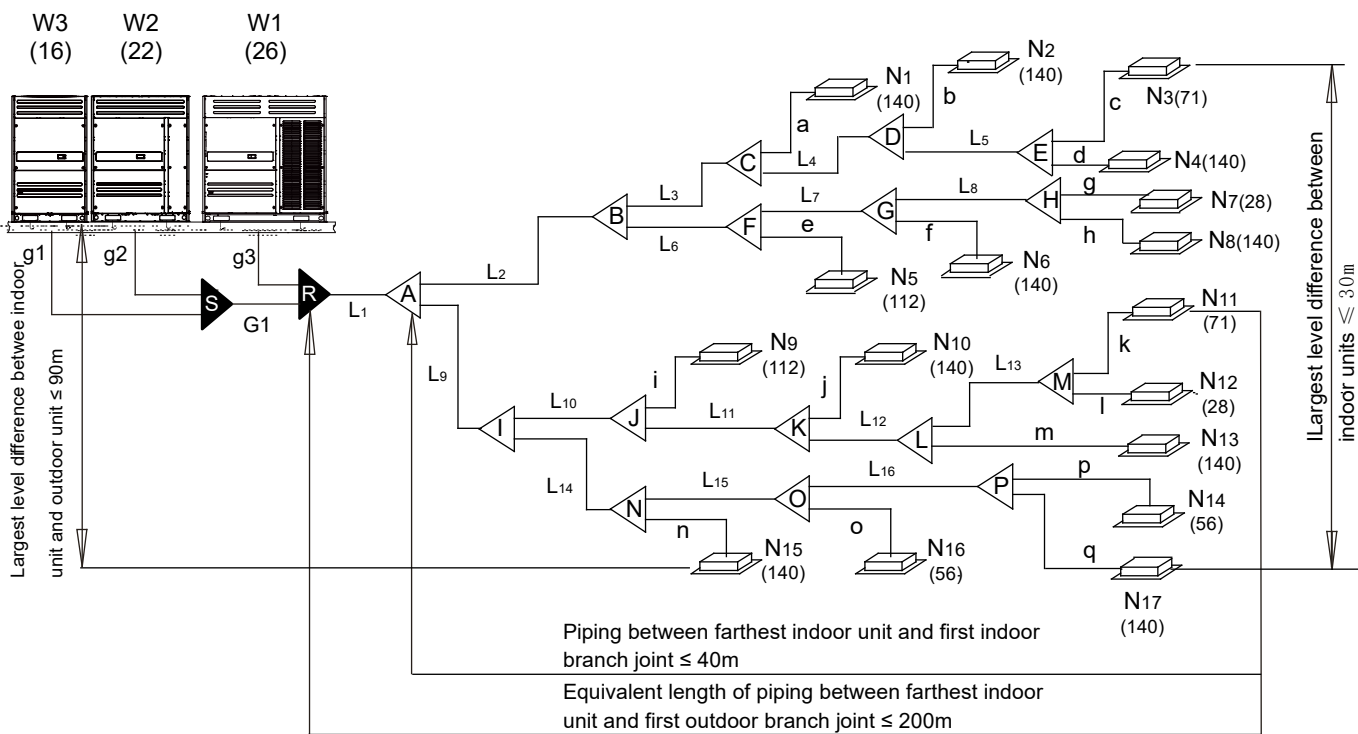 W3
(16)
W2
(22)
W1
(26)
g1
g2
g3
S
G1
R
L1
A
L2
B
L3
C
a
N1
(140)
L4
D
b
N2
(140)
L5
E
c
N3(71)
d
N4(140)
L6
F
L7
e
N5
(112)
G
f
N6
(140)
L8
H
g
N7(28)
h
N8(140)
L9
I
L10
J
i
N9
(112)
L11
K
j
N10
(140)
L12
L
L13
M
k
N11
(71)
l
N12
(28)
m
N13
(140)
L14
N
n
N15
(140)
L15
O
o
N16
(56)
L16
P
p
N14
(56)
q
N17
(140)
Largest level difference betwee indoor
unit and outdoor unit ≤ 90m
lLargest level difference between
indoor units ≤ 30m
Piping between farthest indoor unit and first indoor
branch joint ≤ 40m
Equivalent length of piping between farthest indoor
unit and first outdoor branch joint ≤ 200m